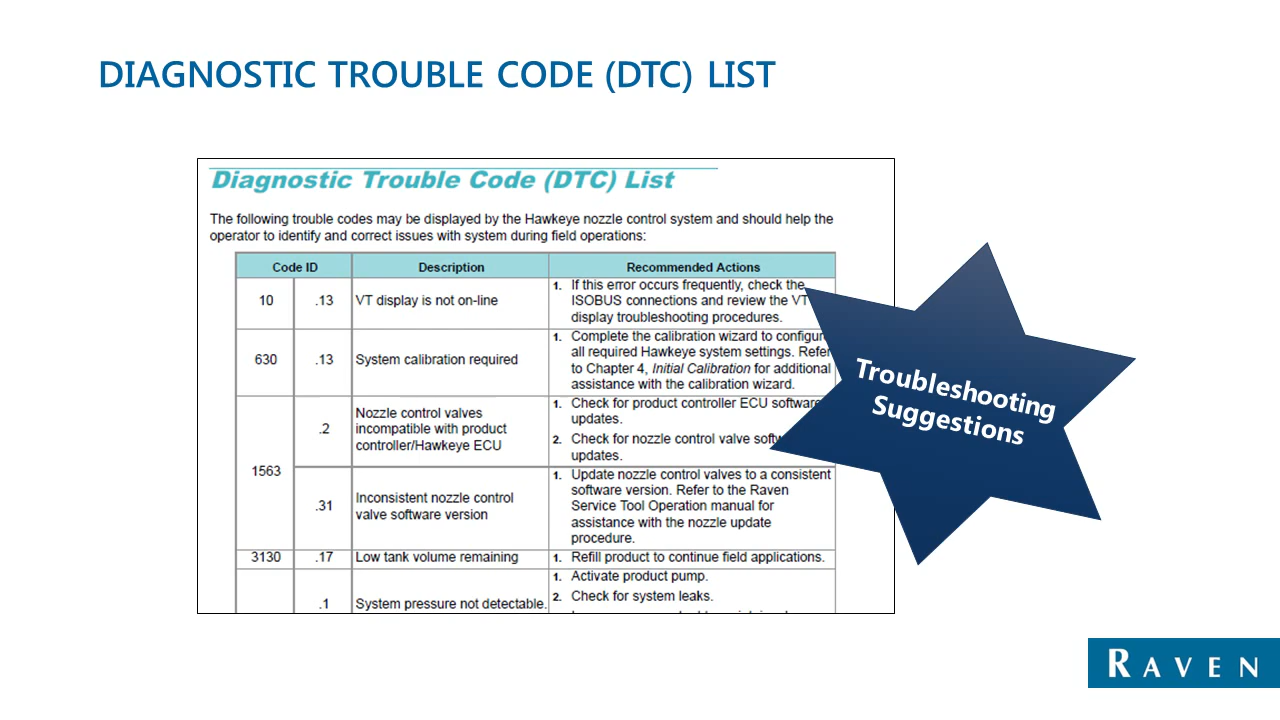 DIAGNOSTIC TROUBLE CODE (DTC) LIST
Diagnostic Trouble Code (DTC) List
The following trouble codes may be displayed by the Hawkeye nozzle control system and should help the
operator to identify and correct issues with system during field operations:
Code ID Description Recommended Actions
10 .13 VT display is not on-line
1. If this error occurs frequently, check the
ISOBUS connections and review the VT
display troubleshooting procedures.
630 .13 System calibration required
1. Complete the calibration wizard to configur
all required Hawkeye system settings. Refer
to Chapter 4, Initial Calibration for additional
assistance with the calibration wizard.
1563
.2
Nozzle control valves
incompatible with product
controller/Hawkeye ECU
1. Check for product controller ECU software
updates.
2. Check for nozzle control valve
updates.
.31
Inconsistent nozzle control
valve software version
1. Update nozzle control valves to a consistent
software version. Refer to the Raven
Service Tool Operation manual for
assistance with the nozzle update
procedure.
3130 .17 Low tank volume remaining 1. Refill product to continue field applications.
.1 System pressure not detectable.
1. Activate product pump.
2. Check for system leaks.
Troubleshooting
Suggestions
RAVEN